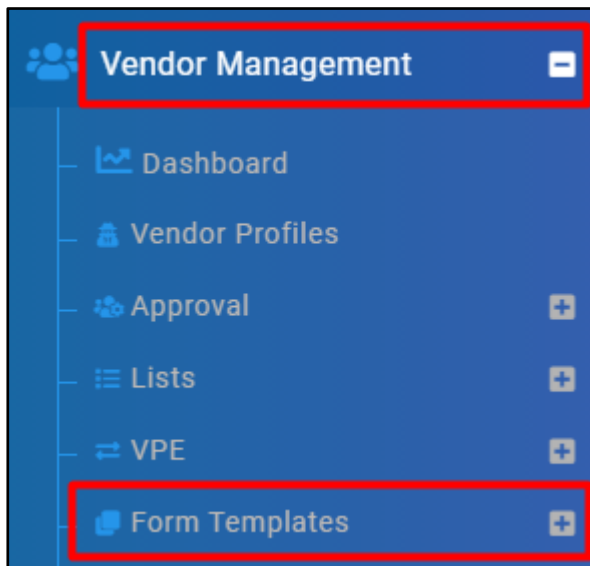 Vendor Management
Dashboard
Vendor Profiles
Approval
Lists
VPE
Form Templates